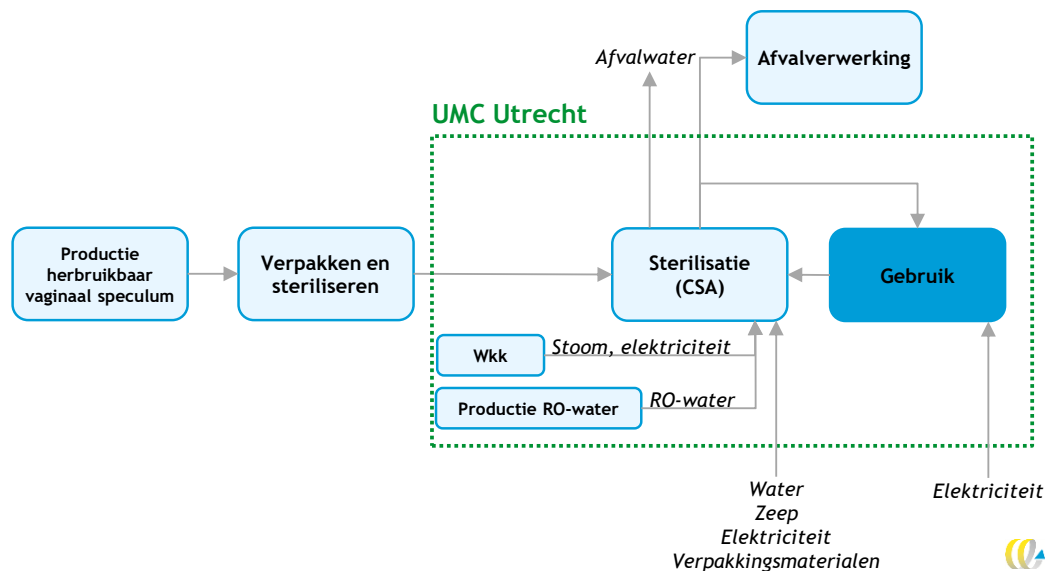 Afvalwater
Afvalverwerking
UMC Utrecht
Productie
herbruikbaar
vaginaal speculum
Verpakken en
steriliseren
Sterilisatie
(CSA)
Gebruik
Wkk
Stoom, elektriciteit
Productie RO-water
RO-water
Water
Zeep
Elektriciteit
Verpakkingsmaterialen
Elektriciteit